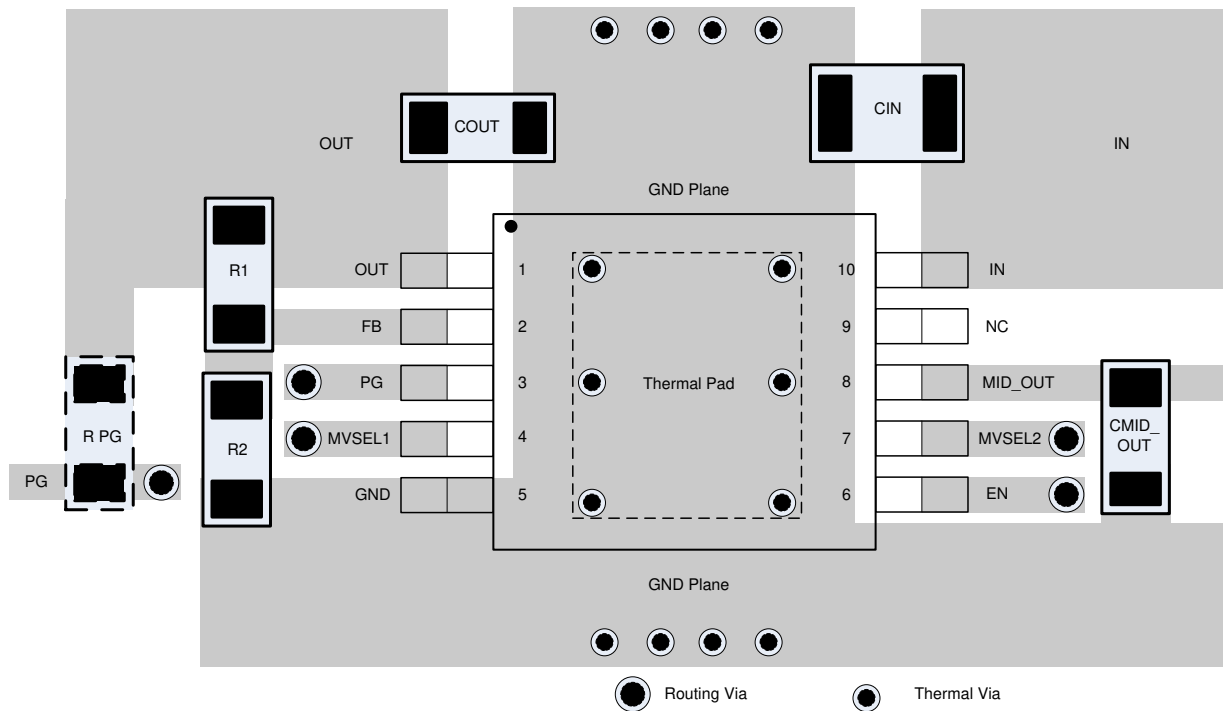 COUT
CIN
OUT
IN
GND Plane
R1
OUT
1
10
IN
FB
2
9
NC
PG
3
Thermal Pad
8
MID_OUT
R PG
R2
MVSEL1
4
7
MVSEL2
CMID_
OUT
PG
GND
5
6
EN
GND Plane
Routing Via
Thermal Via